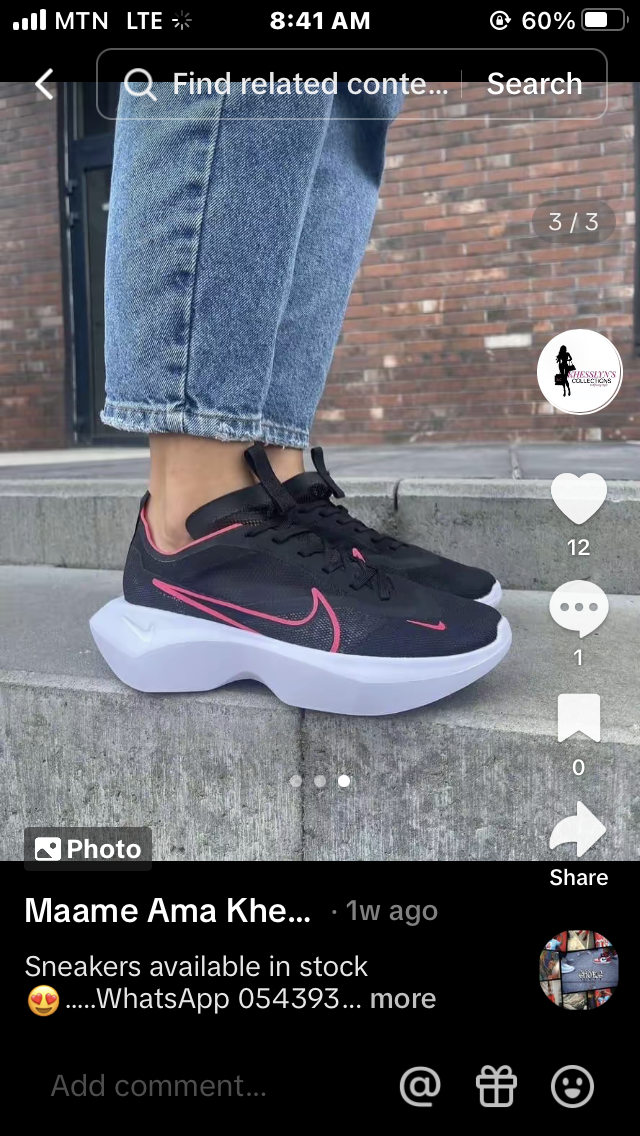 MTN LTE 8:41 AM 60%
Find related conte... Search
3 / 3
KHESSLYN'S
COLLECTIONS
12
1
0
Photo
Share
Maame Ama Khe... · 1w ago
Sneakers available in stock
😍.....WhatsApp 054393... more
Add comment...